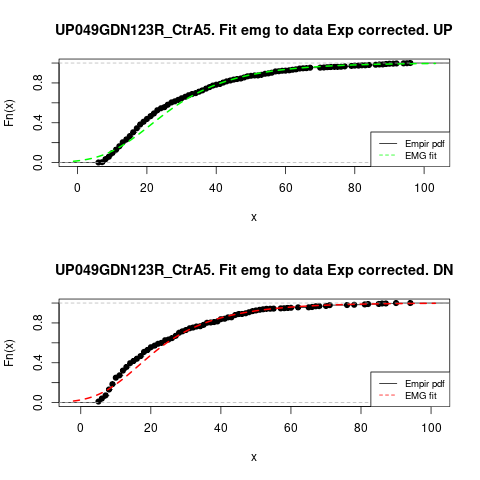 UP049GDN123R_CtrA5. Fit emg to data Exp corrected. UP
Fn(x)
0.0 0.4 0.8
Empir pdf
EMG fit
0 20 40 60 80 100
x
UP049GDN123R_CtrA5. Fit emg to data Exp corrected. DN
Fn(x)
0.0 0.4 0.8
Empir pdf
EMG fit
0 20 40 60 80 100
x